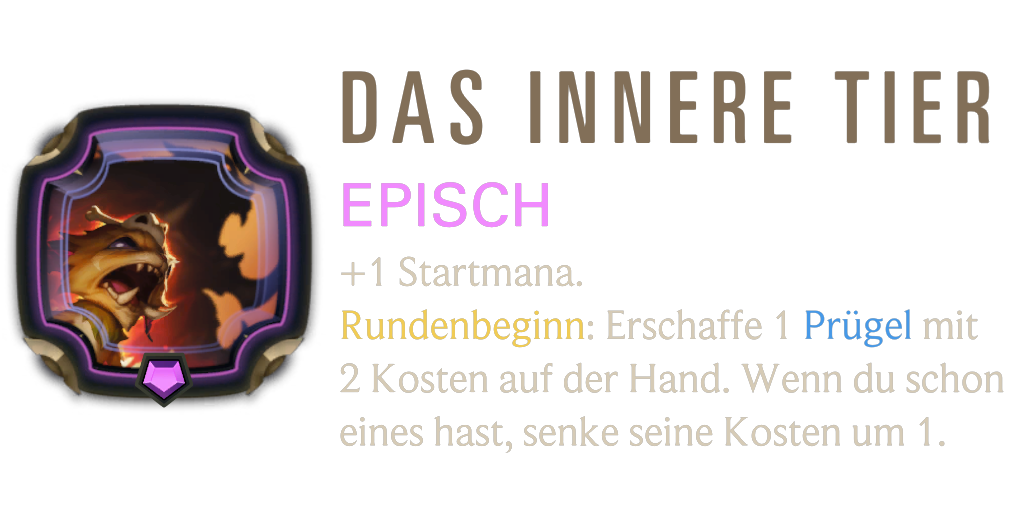 DAS INNERE TIER
EPISCH
+1 Startmana.
Rundenbeginn: Erschaffe 1 Prügel mit
2 Kosten auf der Hand. Wenn du schon
eines hast, senke seine Kosten um 1.